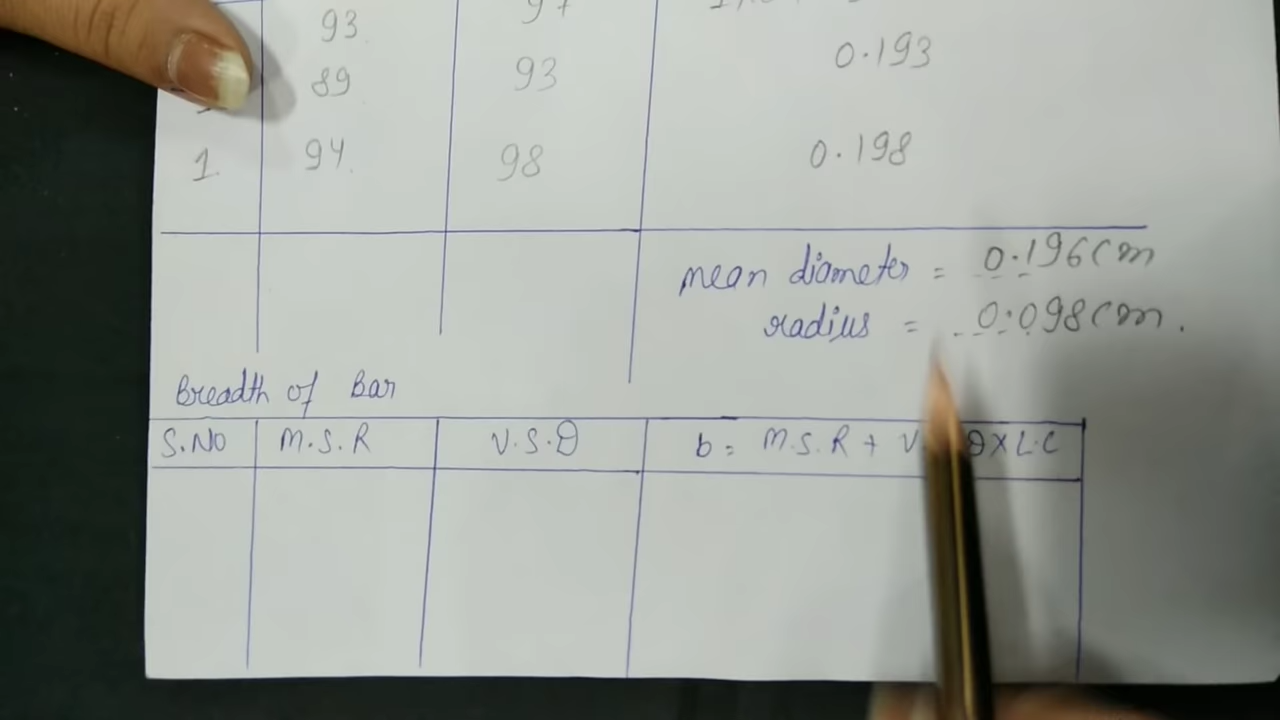 93
89 93 0.193
1. 94. 98 0.198
mean diameter = 0.196 cm
radius = 0.098 cm.
Breadth of Bar
S.NO M.S.R V.S.D b = M.S.R + V D X L.C